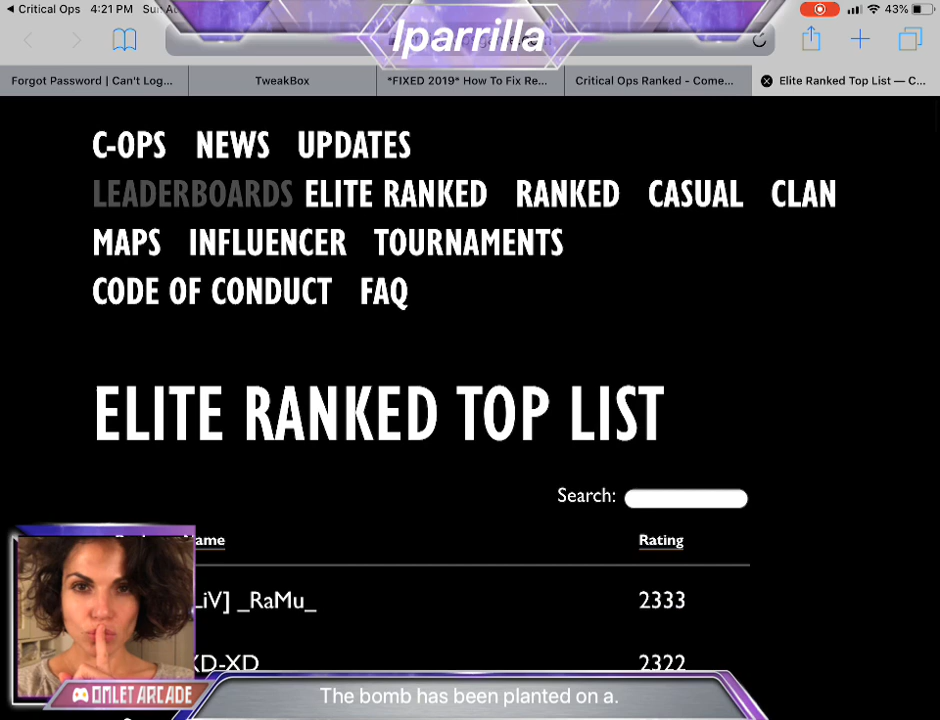 Critical Ops 4:21 PM 43%
lparrilla
Forgot Password | Can't Log... TweakBox *FIXED 2019* How To Fix Re... Critical Ops Ranked - Come... Elite Ranked Top List — C...
C-OPS NEWS UPDATES
LEADERBOARDS ELITE RANKED RANKED CASUAL CLAN
MAPS INFLUENCER TOURNAMENTS
CODE OF CONDUCT FAQ
ELITE RANKED TOP LIST
Search:
Rating
_RaMu_ 2333
XD-XD 2322
OMLET ARCADE
The bomb has been planted on a.